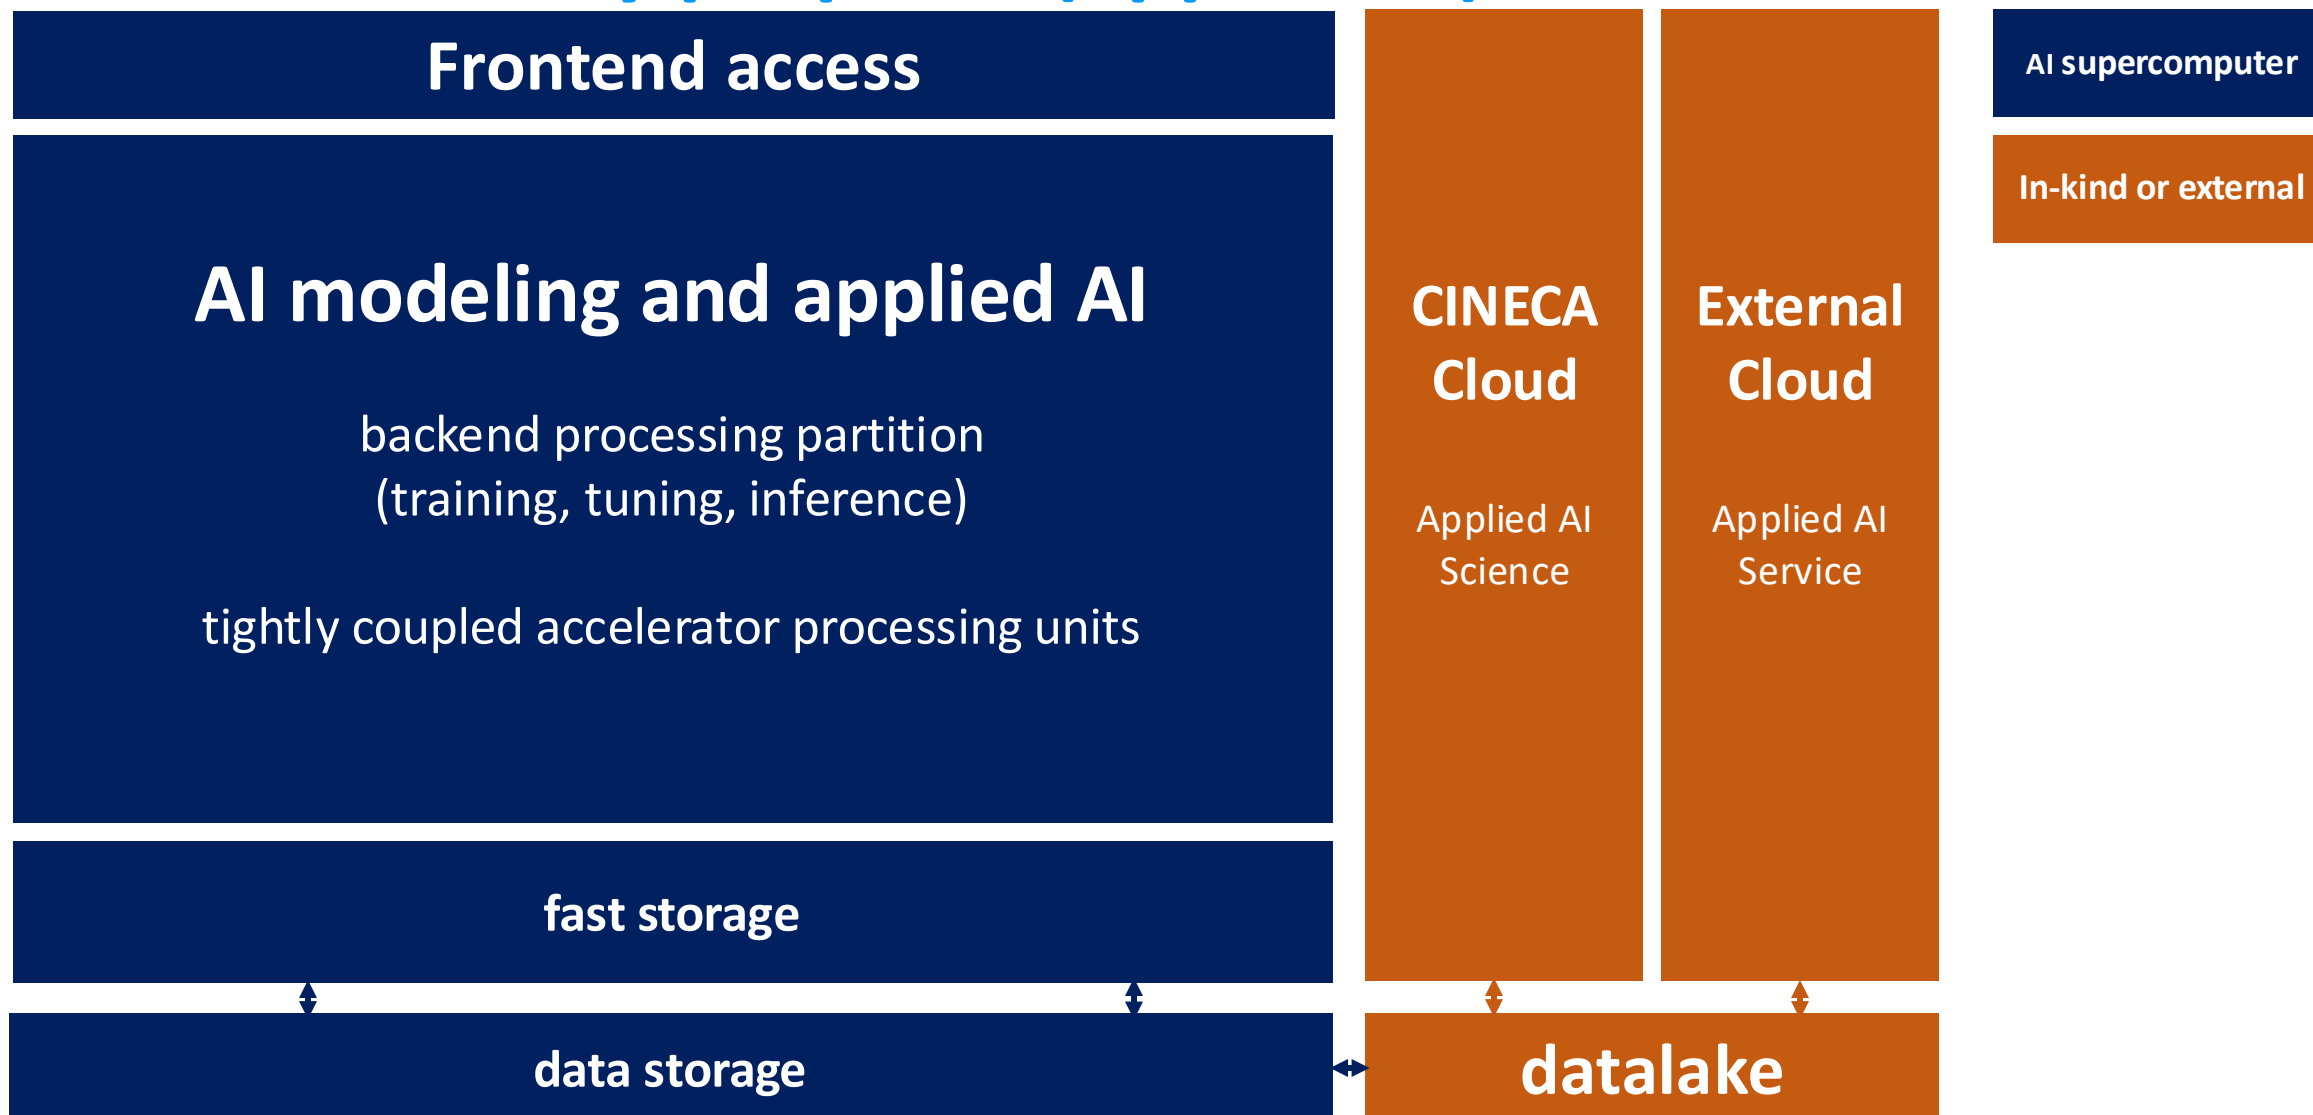 Frontend access
AI modeling and applied AI
backend processing partition
(training, tuning, inference)
tightly coupled accelerator processing units
fast storage
data storage
CINECA
Cloud
Applied AI
Science
External
Cloud
Applied AI
Service
datalake
AI supercomputer
In-kind or external